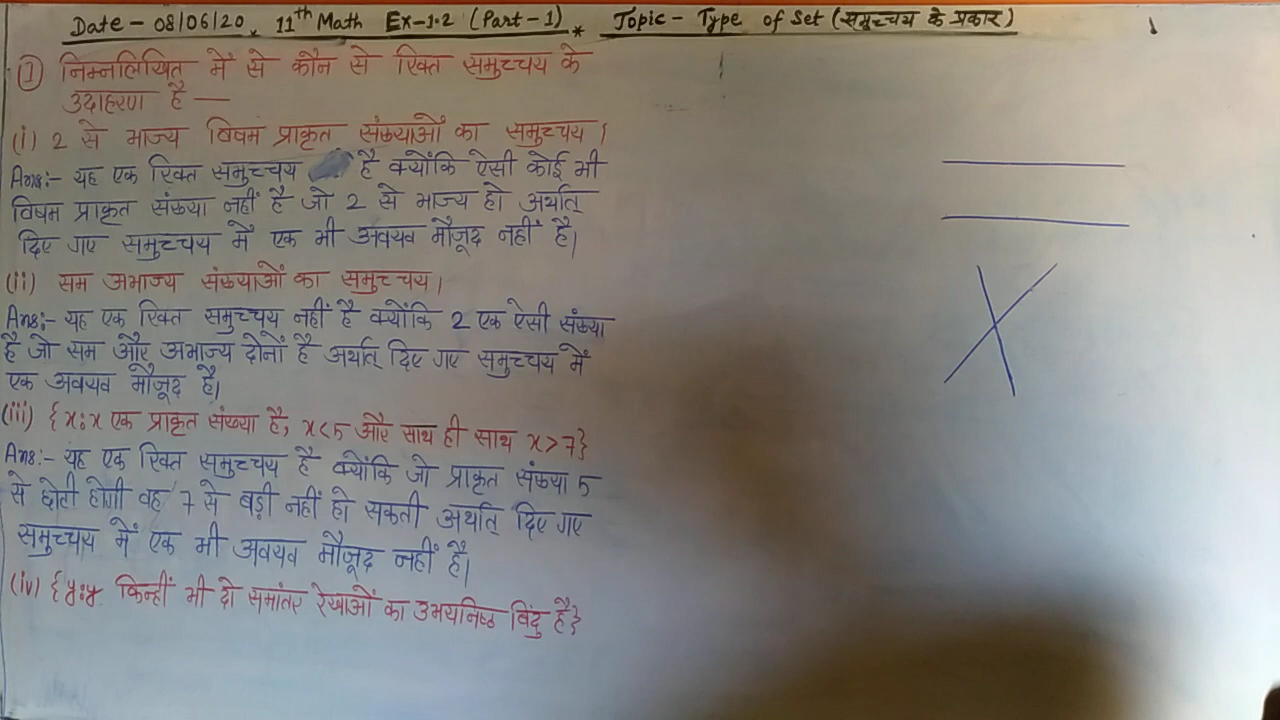 Date - 08/06/20 * 11th Math Ex-1.2 (Part-1) * Topic - Type of Set (समुच्चय के प्रकार) 1
① निम्नलिखित में से कौन से रिक्त समुच्चय के
उदाहरण है —
(i) 2 से भाज्य विषम प्राकृत संख्याओं का समुच्चय।
Ans:- यह एक रिक्त समुच्चय है क्योंकि ऐसी कोई भी
विषम प्राकृत संख्या नहीं है जो 2 से भाज्य हो अर्थात्
दिए गए समुच्चय में एक भी अवयव मौजूद नहीं है।
(ii) सम अभाज्य संख्याओं का समुच्चय।
Ans:- यह एक रिक्त समुच्चय नहीं है क्योंकि 2 एक ऐसी संख्या
है जो सम और अभाज्य दोनों है अर्थात् दिए गए समुच्चय में
एक अवयव मौजूद है।
(iii) {x:x एक प्राकृत संख्या है, x<5 और साथ ही साथ x>7}
Ans:- यह एक रिक्त समुच्चय है क्योंकि जो प्राकृत संख्या 5
से छोटी होगी वह 7 से बड़ी नहीं हो सकती अर्थात् दिए गए
समुच्चय में एक भी अवयव मौजूद नहीं है।
(iv) {y:y किन्हीं भी दो समांतर रेखाओं का उभयनिष्ठ बिंदु है}